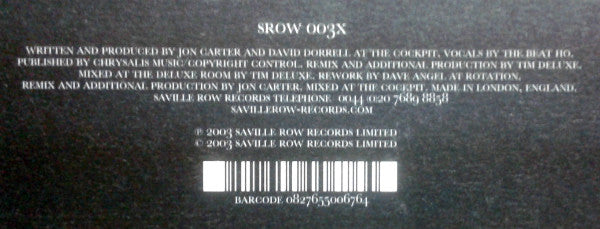 SROW 003X
WRITTEN AND PRODUCED BY JON CARTER AND DAVID DORRELL AT THE COCKPIT. VOCALS BY THE BEAT HO.
PUBLISHED BY CHRYSALIS MUSIC/COPYRIGHT CONTROL. REMIX AND ADDITIONAL PRODUCTION BY TIM DELUXE.
MIXED AT THE DELUXE ROOM BY TIM DELUXE. REWORK BY DAVE ANGEL AT ROTATION.
REMIX AND ADDITIONAL PRODUCTION BY JON CARTER. MIXED AT THE COCKPIT. MADE IN LONDON, ENGLAND.
SAVILLE ROW RECORDS TELEPHONE 0044 (0)20 7689 8858
SAVILLEROW-RECORDS.COM
℗ 2003 SAVILLE ROW RECORDS LIMITED
© 2003 SAVILLE ROW RECORDS LIMITED
BARCODE 0827655006764